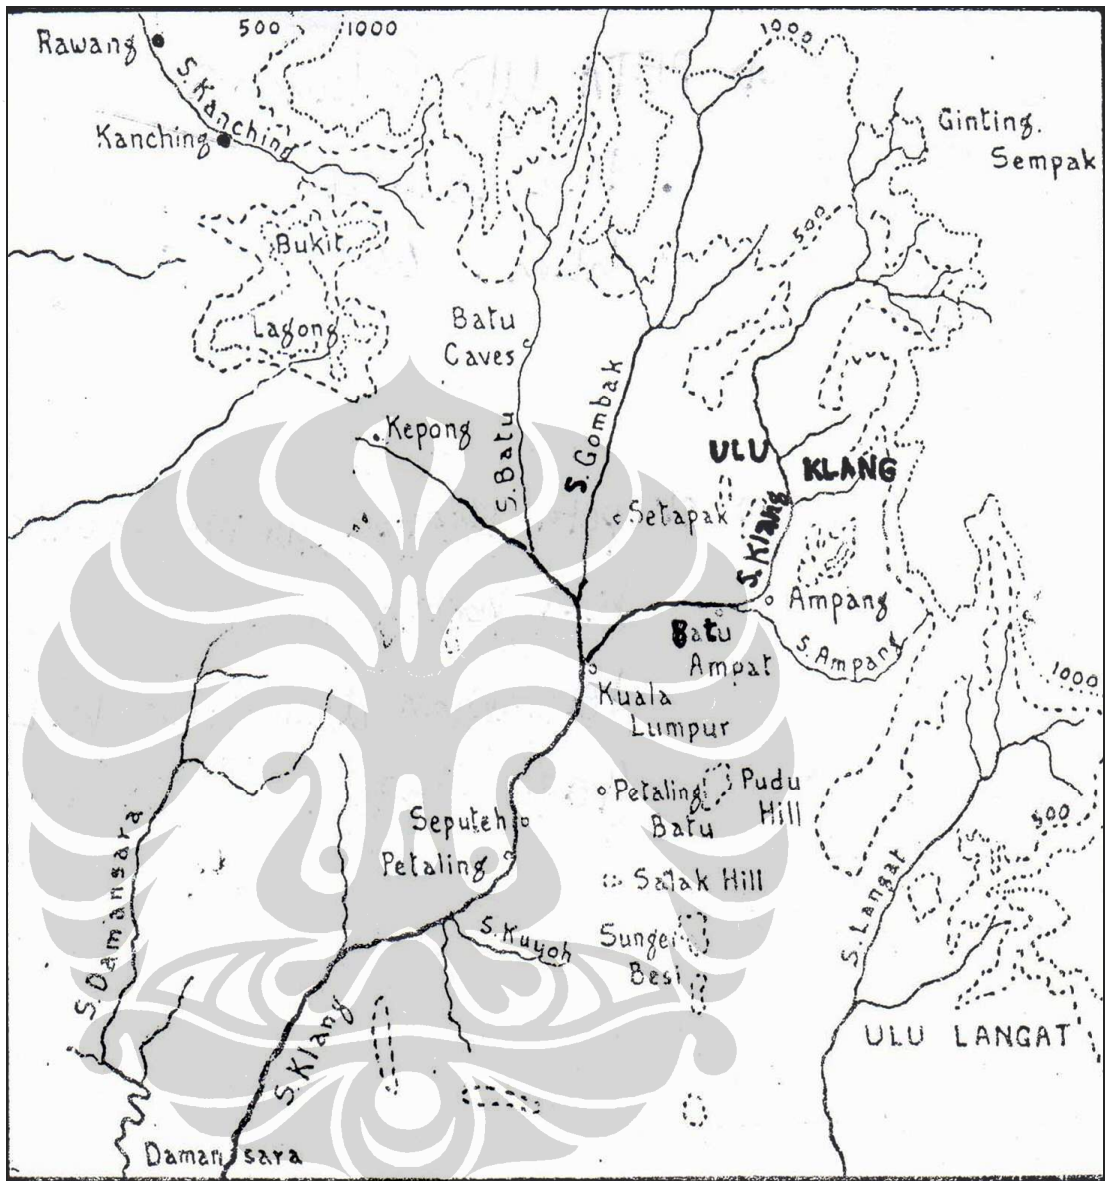 500
1000
1000
Rawang
S. Kanching
Kanching
Ginting
Sempak
500
Bukit
Lagong
Batu
Caves
S. Gombak
Kepong
S. Batu
ULU
KLANG
S. Klang
Setapak
Ampang
Batu
Ampat
S. Ampang
1000
Kuala
Lumpur
Petaling
Batu
Pudu
Hill
500
Seputeh
Petaling
S. Damansara
Salak Hill
S. Langat
S. Kuyoh
Sungei
Besi
S. Klang
ULU LANGAT
Damansara